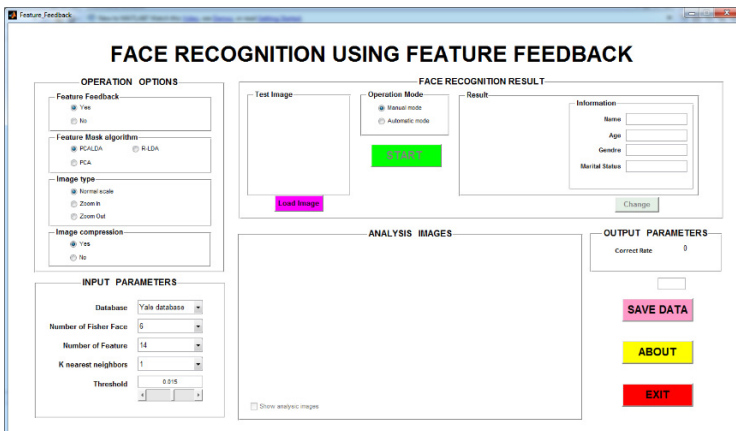 Feature_Feedback
FACE RECOGNITION USING FEATURE FEEDBACK
OPERATION OPTIONS
Feature Feedback
Yes
No
Feature Mask algorithm
PCALDA
R-LDA
PCA
Image type
Normal scale
Zoom In
Zoom Out
Image compression
Yes
No
INPUT PARAMETERS
Database
Yale database
Number of Fisher Face
6
Number of Feature
14
K nearest neighbors
1
Threshold
0.015
FACE RECOGNITION RESULT
Test Image
Load Image
Operation Mode
Manual mode
Automatic mode
START
Result
Information
Name
Age
Gendre
Marital Status
Change
ANALYSIS IMAGES
Show analysis images
OUTPUT PARAMETERS
Correct Rate
0
SAVE DATA
ABOUT
EXIT